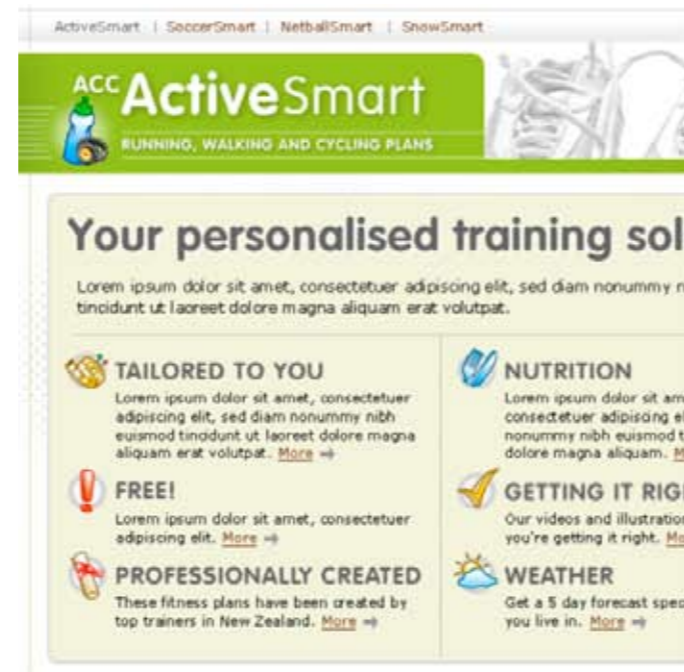 ActiveSmart | SoccerSmart | NetballSmart | SnowSmart
ACC ActiveSmart
RUNNING, WALKING AND CYCLING PLANS
Your personalised training sol
Lorem ipsum dolor sit amet, consectetuer adipiscing elit, sed diam nonummy n
tincidunt ut laoreet dolore magna aliquam erat volutpat.
TAILORED TO YOU
Lorem ipsum dolor sit amet, consectetuer
adipiscing elit, sed diam nonummy nibh
euismod tincidunt ut laoreet dolore magna
aliquam erat volutpat. More
FREE!
Lorem ipsum dolor sit amet, consectetuer
adipiscing elit. More
PROFESSIONALLY CREATED
These fitness plans have been created by
top trainers in New Zealand. More
NUTRITION
Lorem ipsum dolor sit am
consectetuer adipiscing el
nonummy nibh euismod t
dolore magna aliquam. M
GETTING IT RIG
Our videos and illustration
you're getting it right. Mo
WEATHER
Get a 5 day forecast spec
you live in. More